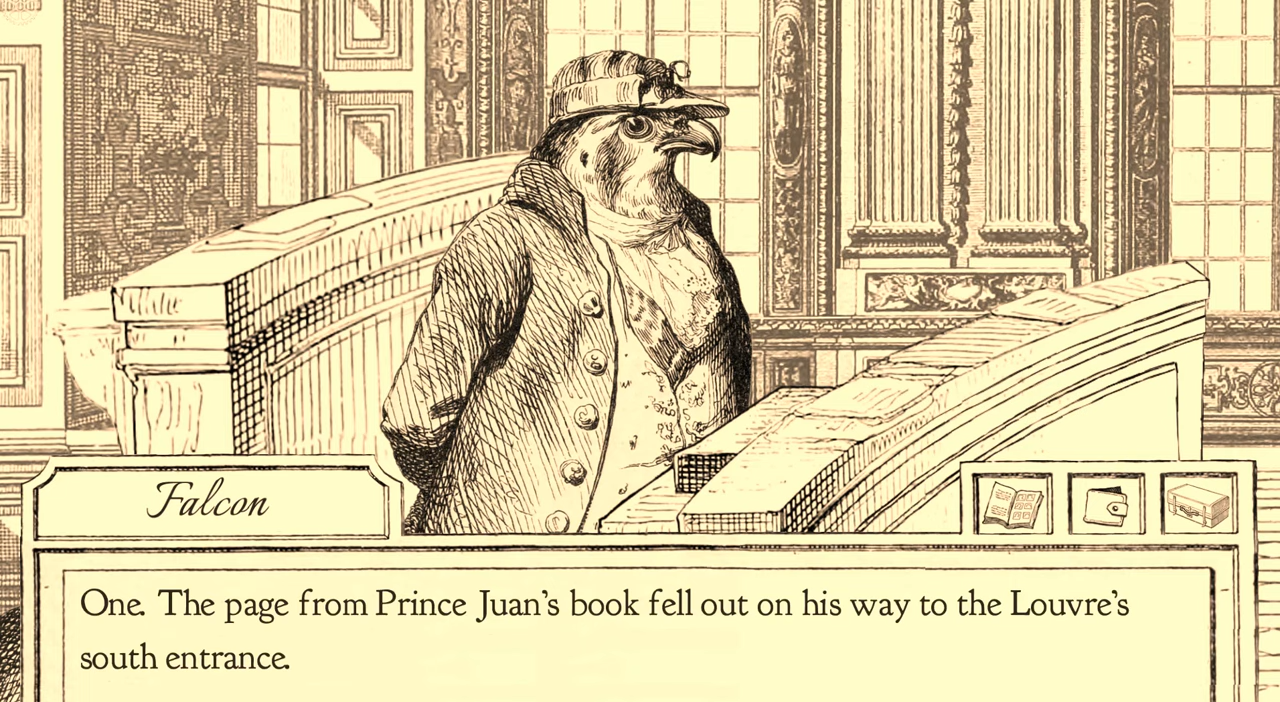 Falcon
One. The page from Prince Juan's book fell out on his way to the Louvre's
south entrance.